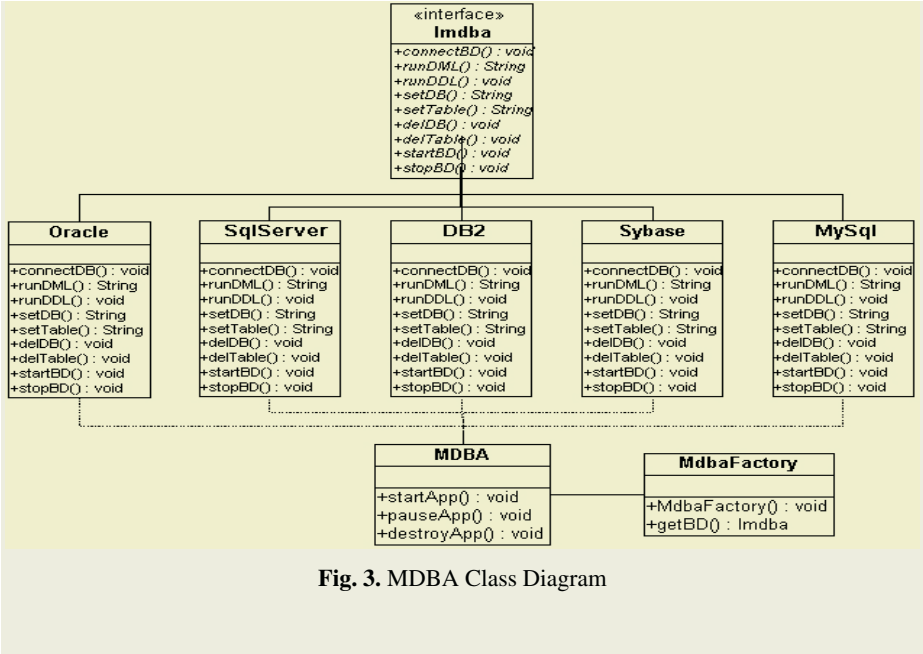 «interface»
Imdba
+connectBD() : void
+runDML() : String
+runDDL() : void
+setDB() : String
+setTable() : String
+delDB() : void
+delTable() : void
+startBD() : void
+stopBD() : void
Oracle
+connectDB() : void
+runDML() : String
+runDDL() : void
+setDB() : String
+setTable() : String
+delDB() : void
+delTable() : void
+startBD() : void
+stopBD() : void
SqlServer
+connectDB() : void
+runDML() : String
+runDDL() : void
+setDB() : String
+setTable() : String
+delDB() : void
+delTable() : void
+startBD() : void
+stopBD() : void
DB2
+connectDB() : void
+runDML() : String
+runDDL() : void
+setDB() : String
+setTable() : String
+delDB() : void
+delTable() : void
+startBD() : void
+stopBD() : void
Sybase
+connectDB() : void
+runDML() : String
+runDDL() : void
+setDB() : String
+setTable() : String
+delDB() : void
+delTable() : void
+startBD() : void
+stopBD() : void
MySql
+connectDB() : void
+runDML() : String
+runDDL() : void
+setDB() : String
+setTable() : String
+delDB() : void
+delTable() : void
+startBD() : void
+stopBD() : void
MDBA
+startApp() : void
+pauseApp() : void
+destroyApp() : void
MdbaFactory
+MdbaFactory() : void
+getBD() : Imdba
Fig. 3. MDBA Class Diagram